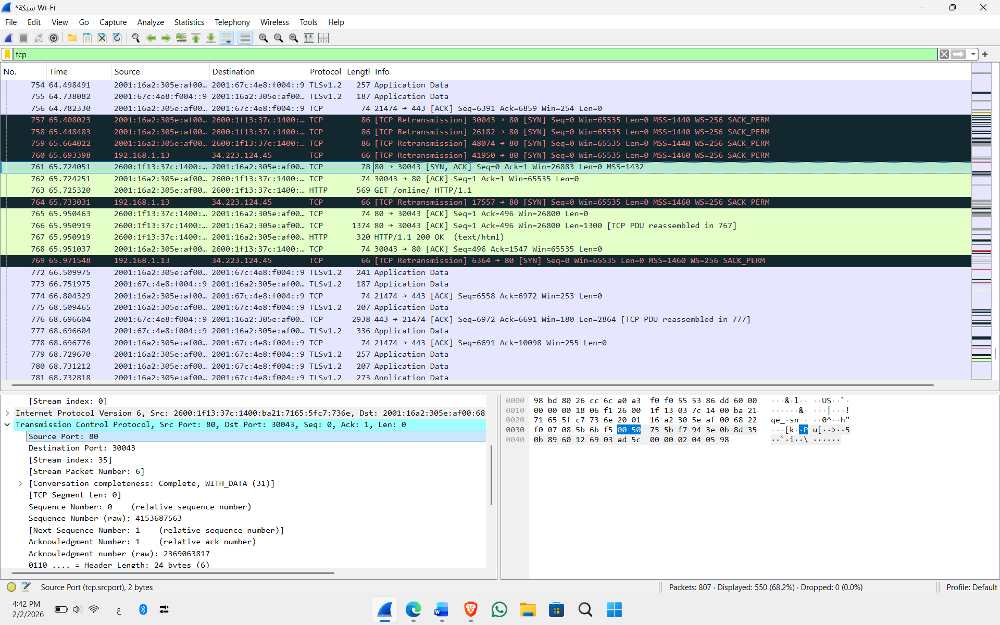 *شبكة Wi-Fi
File Edit View Go Capture Analyze Statistics Telephony Wireless Tools Help
tcp
No. Time Source Destination Protocol Length Info
754 64.498491 2001:16a2:305e:af00… 2001:67c:4e8:f004::9 TLSv1.2 257 Application Data
755 64.738082 2001:67c:4e8:f004::9 2001:16a2:305e:af00… TLSv1.2 187 Application Data
756 64.782330 2001:16a2:305e:af00… 2001:67c:4e8:f004::9 TCP 74 21474 → 443 [ACK] Seq=6391 Ack=6859 Win=254 Len=0
757 65.408023 2001:16a2:305e:af00… 2600:1f13:37c:1400:… TCP 86 [TCP Retransmission] 30043 → 80 [SYN] Seq=0 Win=65535 Len=0 MSS=1440 WS=256 SACK_PERM
758 65.448483 2001:16a2:305e:af00… 2600:1f13:37c:1400:… TCP 86 [TCP Retransmission] 26182 → 80 [SYN] Seq=0 Win=65535 Len=0 MSS=1440 WS=256 SACK_PERM
759 65.664022 2001:16a2:305e:af00… 2600:1f13:37c:1400:… TCP 86 [TCP Retransmission] 48074 → 80 [SYN] Seq=0 Win=65535 Len=0 MSS=1440 WS=256 SACK_PERM
760 65.693398 192.168.1.13 34.223.124.45 TCP 66 [TCP Retransmission] 41950 → 80 [SYN] Seq=0 Win=65535 Len=0 MSS=1460 WS=256 SACK_PERM
761 65.724051 2600:1f13:37c:1400:… 2001:16a2:305e:af00… TCP 78 80 → 30043 [SYN, ACK] Seq=0 Ack=1 Win=26883 Len=0 MSS=1432
762 65.724251 2001:16a2:305e:af00… 2600:1f13:37c:1400:… TCP 74 30043 → 80 [ACK] Seq=1 Ack=1 Win=65535 Len=0
763 65.725320 2001:16a2:305e:af00… 2600:1f13:37c:1400:… HTTP 569 GET /online/ HTTP/1.1
764 65.733031 192.168.1.13 34.223.124.45 TCP 66 [TCP Retransmission] 17557 → 80 [SYN] Seq=0 Win=65535 Len=0 MSS=1460 WS=256 SACK_PERM
765 65.950463 2600:1f13:37c:1400:… 2001:16a2:305e:af00… TCP 74 80 → 30043 [ACK] Seq=1 Ack=496 Win=26800 Len=0
766 65.950919 2600:1f13:37c:1400:… 2001:16a2:305e:af00… TCP 1374 80 → 30043 [ACK] Seq=1 Ack=496 Win=26800 Len=1300 [TCP PDU reassembled in 767]
767 65.950919 2600:1f13:37c:1400:… 2001:16a2:305e:af00… HTTP 320 HTTP/1.1 200 OK (text/html)
768 65.951037 2001:16a2:305e:af00… 2600:1f13:37c:1400:… TCP 74 30043 → 80 [ACK] Seq=496 Ack=1547 Win=65535 Len=0
769 65.971548 192.168.1.13 34.223.124.45 TCP 66 [TCP Retransmission] 6364 → 80 [SYN] Seq=0 Win=65535 Len=0 MSS=1460 WS=256 SACK_PERM
772 66.509975 2001:16a2:305e:af00… 2001:67c:4e8:f004::9 TLSv1.2 241 Application Data
773 66.751975 2001:67c:4e8:f004::9 2001:16a2:305e:af00… TLSv1.2 187 Application Data
774 66.804329 2001:16a2:305e:af00… 2001:67c:4e8:f004::9 TCP 74 21474 → 443 [ACK] Seq=6558 Ack=6972 Win=253 Len=0
775 68.509465 2001:16a2:305e:af00… 2001:67c:4e8:f004::9 TLSv1.2 207 Application Data
776 68.696604 2001:67c:4e8:f004::9 2001:16a2:305e:af00… TCP 2938 443 → 21474 [ACK] Seq=6972 Ack=6691 Win=180 Len=2864 [TCP PDU reassembled in 777]
777 68.696604 2001:67c:4e8:f004::9 2001:16a2:305e:af00… TLSv1.2 336 Application Data
778 68.696776 2001:16a2:305e:af00… 2001:67c:4e8:f004::9 TCP 74 21474 → 443 [ACK] Seq=6691 Ack=10098 Win=255 Len=0
779 68.729670 2001:16a2:305e:af00… 2001:67c:4e8:f004::9 TLSv1.2 257 Application Data
780 68.731212 2001:16a2:305e:af00… 2001:67c:4e8:f004::9 TLSv1.2 207 Application Data
781 68.732818 2001:16a2:305e:af00… 2001:67c:4e8:f004::9 TLSv1.2 273 Application Data
[Stream index: 0]
Internet Protocol Version 6, Src: 2600:1f13:37c:1400:ba21:7165:5fc7:736e, Dst: 2001:16a2:305e:af00:68
Transmission Control Protocol, Src Port: 80, Dst Port: 30043, Seq: 0, Ack: 1, Len: 0
Source Port: 80
Destination Port: 30043
[Stream index: 35]
[Stream Packet Number: 6]
[Conversation completeness: Complete, WITH_DATA (31)]
[TCP Segment Len: 0]
Sequence Number: 0 (relative sequence number)
Sequence Number (raw): 4153687563
[Next Sequence Number: 1 (relative sequence number)]
Acknowledgment Number: 1 (relative ack number)
Acknowledgment number (raw): 2369063817
0110 .... = Header Length: 24 bytes (6)
0000 98 bd 80 26 cc 6c a0 a3 f0 f0 55 53 86 dd 60 00 ···&·l·· ··US··`·
0010 00 00 00 18 06 f1 26 00 1f 13 03 7c 14 00 ba 21 ······&· ···|···!
0020 71 65 5f c7 73 6e 20 01 16 a2 30 5e af 00 68 22 qe_·sn · ··0^··h"
0030 f0 07 08 5b 6b f5 00 50 75 5b f7 94 3e 0b 8d 35 ···[k··P u[··>··5
0040 0b 89 60 12 69 03 ad 5c 00 00 02 04 05 98 ··`·i··\ ······
Source Port (tcp.srcport), 2 bytes
Packets: 807 · Displayed: 550 (68.2%) · Dropped: 0 (0.0%)
Profile: Default
4:42 PM
2/2/2026
ع